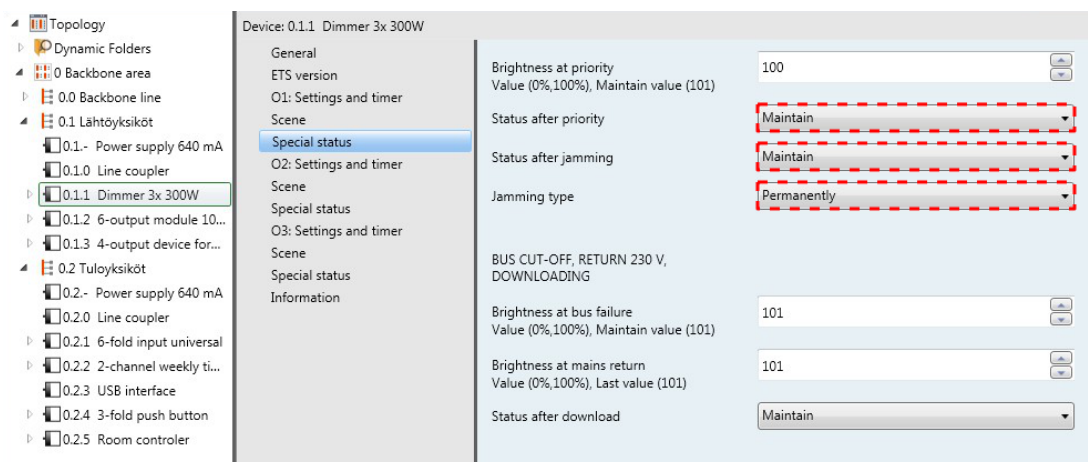 Topology
Dynamic Folders
0 Backbone area
0.0 Backbone line
0.1 Lähtöyksiköt
0.1.- Power supply 640 mA
0.1.0 Line coupler
0.1.1 Dimmer 3x 300W
0.1.2 6-output module 10...
0.1.3 4-output device for...
0.2 Tuloyksiköt
0.2.- Power supply 640 mA
0.2.0 Line coupler
0.2.1 6-fold input universal
0.2.2 2-channel weekly ti...
0.2.3 USB interface
0.2.4 3-fold push button
0.2.5 Room controler
Device: 0.1.1 Dimmer 3x 300W
General
ETS version
O1: Settings and timer
Scene
Special status
O2: Settings and timer
Scene
Special status
O3: Settings and timer
Scene
Special status
Information
Brightness at priority
Value (0%,100%), Maintain value (101)
100
Status after priority
Maintain
Status after jamming
Maintain
Jamming type
Permanently
BUS CUT-OFF, RETURN 230 V,
DOWNLOADING
Brightness at bus failure
Value (0%,100%), Maintain value (101)
101
Brightness at mains return
Value (0%,100%), Last value (101)
101
Status after download
Maintain